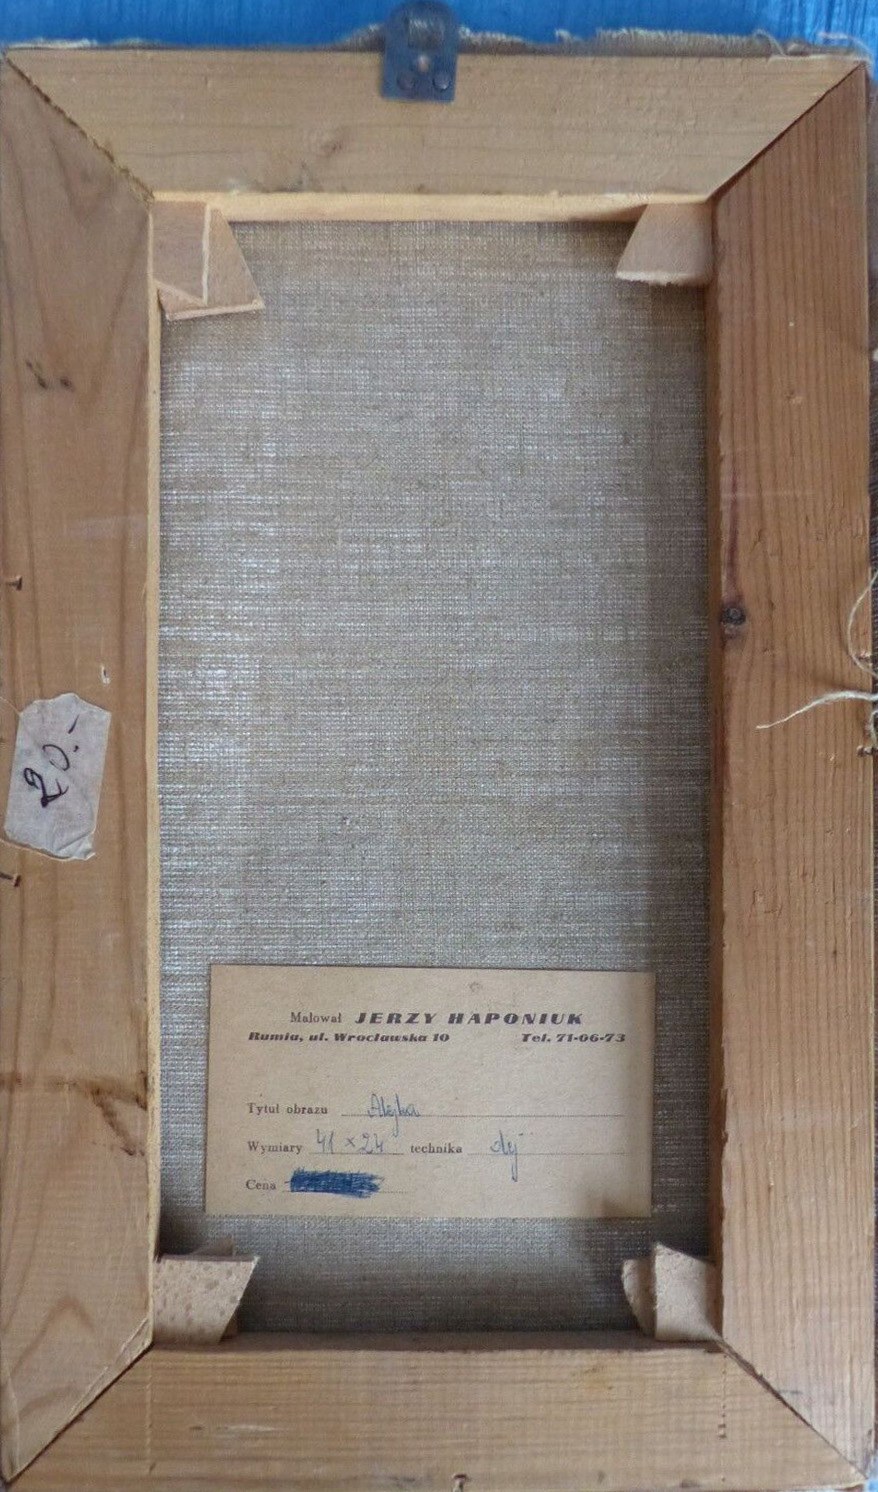 20.-
Malował JERZY HAPONIUK
Rumia, ul. Wrocławska 10 Tel. 71-06-73
Tytuł obrazu Alejka
Wymiary 41 x 24 technika olej
Cena